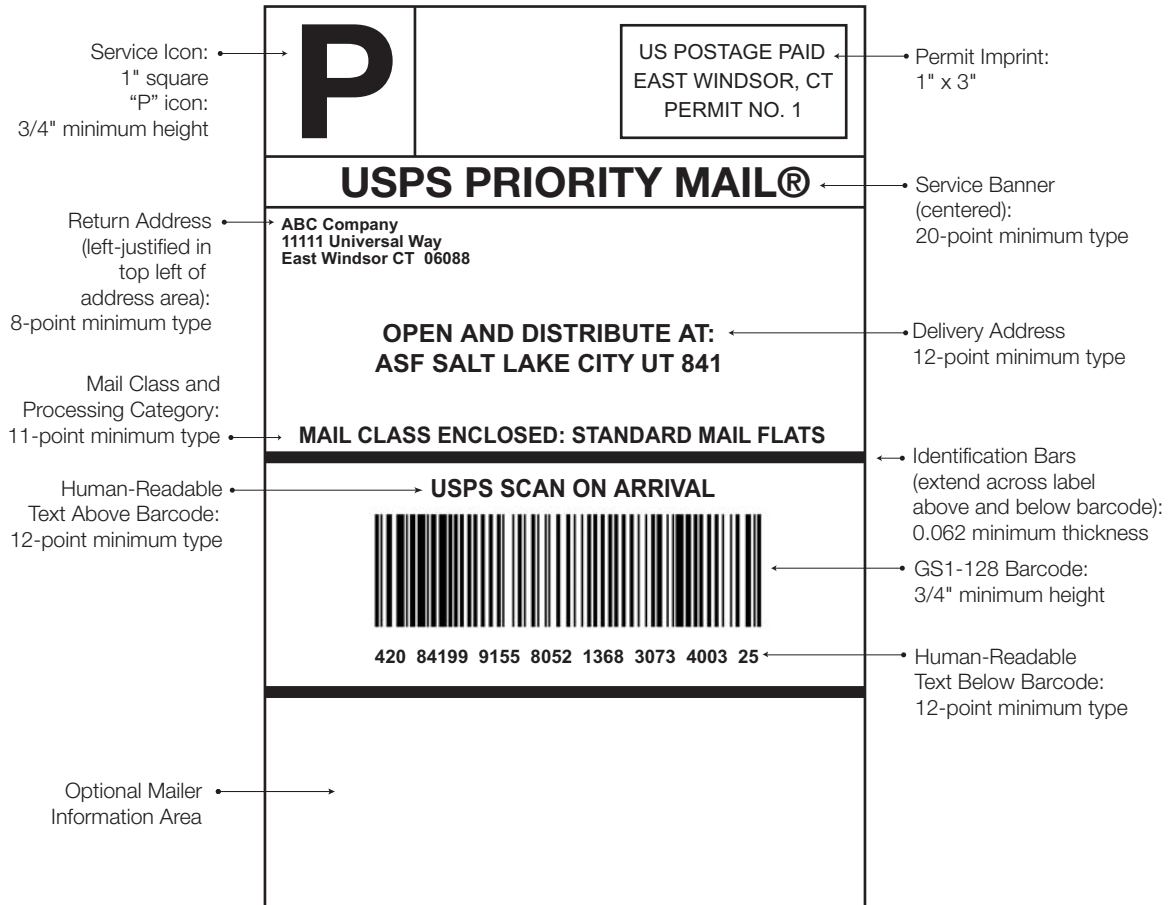 Service Icon:
1" square
“P” icon:
3/4" minimum height
P
US POSTAGE PAID
EAST WINDSOR, CT
PERMIT NO. 1
Permit Imprint:
1" x 3"
USPS PRIORITY MAIL®
Service Banner
(centered):
20-point minimum type
Return Address
(left-justified in
top left of
address area):
8-point minimum type
ABC Company
11111 Universal Way
East Windsor CT 06088
OPEN AND DISTRIBUTE AT:
ASF SALT LAKE CITY UT 841
Delivery Address
12-point minimum type
Mail Class and
Processing Category:
11-point minimum type
MAIL CLASS ENCLOSED: STANDARD MAIL FLATS
Identification Bars
(extend across label
above and below barcode):
0.062 minimum thickness
Human-Readable
Text Above Barcode:
12-point minimum type
USPS SCAN ON ARRIVAL
GS1-128 Barcode:
3/4" minimum height
420 84199 9155 8052 1368 3073 4003 25
Human-Readable
Text Below Barcode:
12-point minimum type
Optional Mailer
Information Area